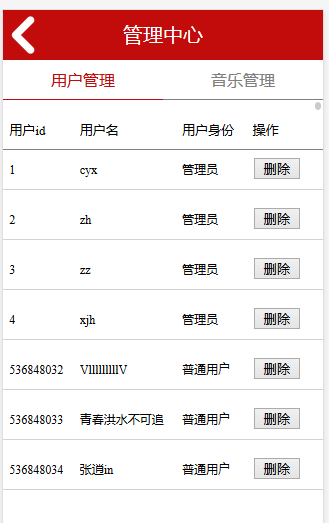 管理中心
用户管理 音乐管理
用户id 用户名 用户身份 操作
1 cyx 管理员 删除
2 zh 管理员 删除
3 zz 管理员 删除
4 xjh 管理员 删除
536848032 VlllllllllV 普通用户 删除
536848033 青春洪水不可追 普通用户 删除
536848034 张逍in 普通用户 删除